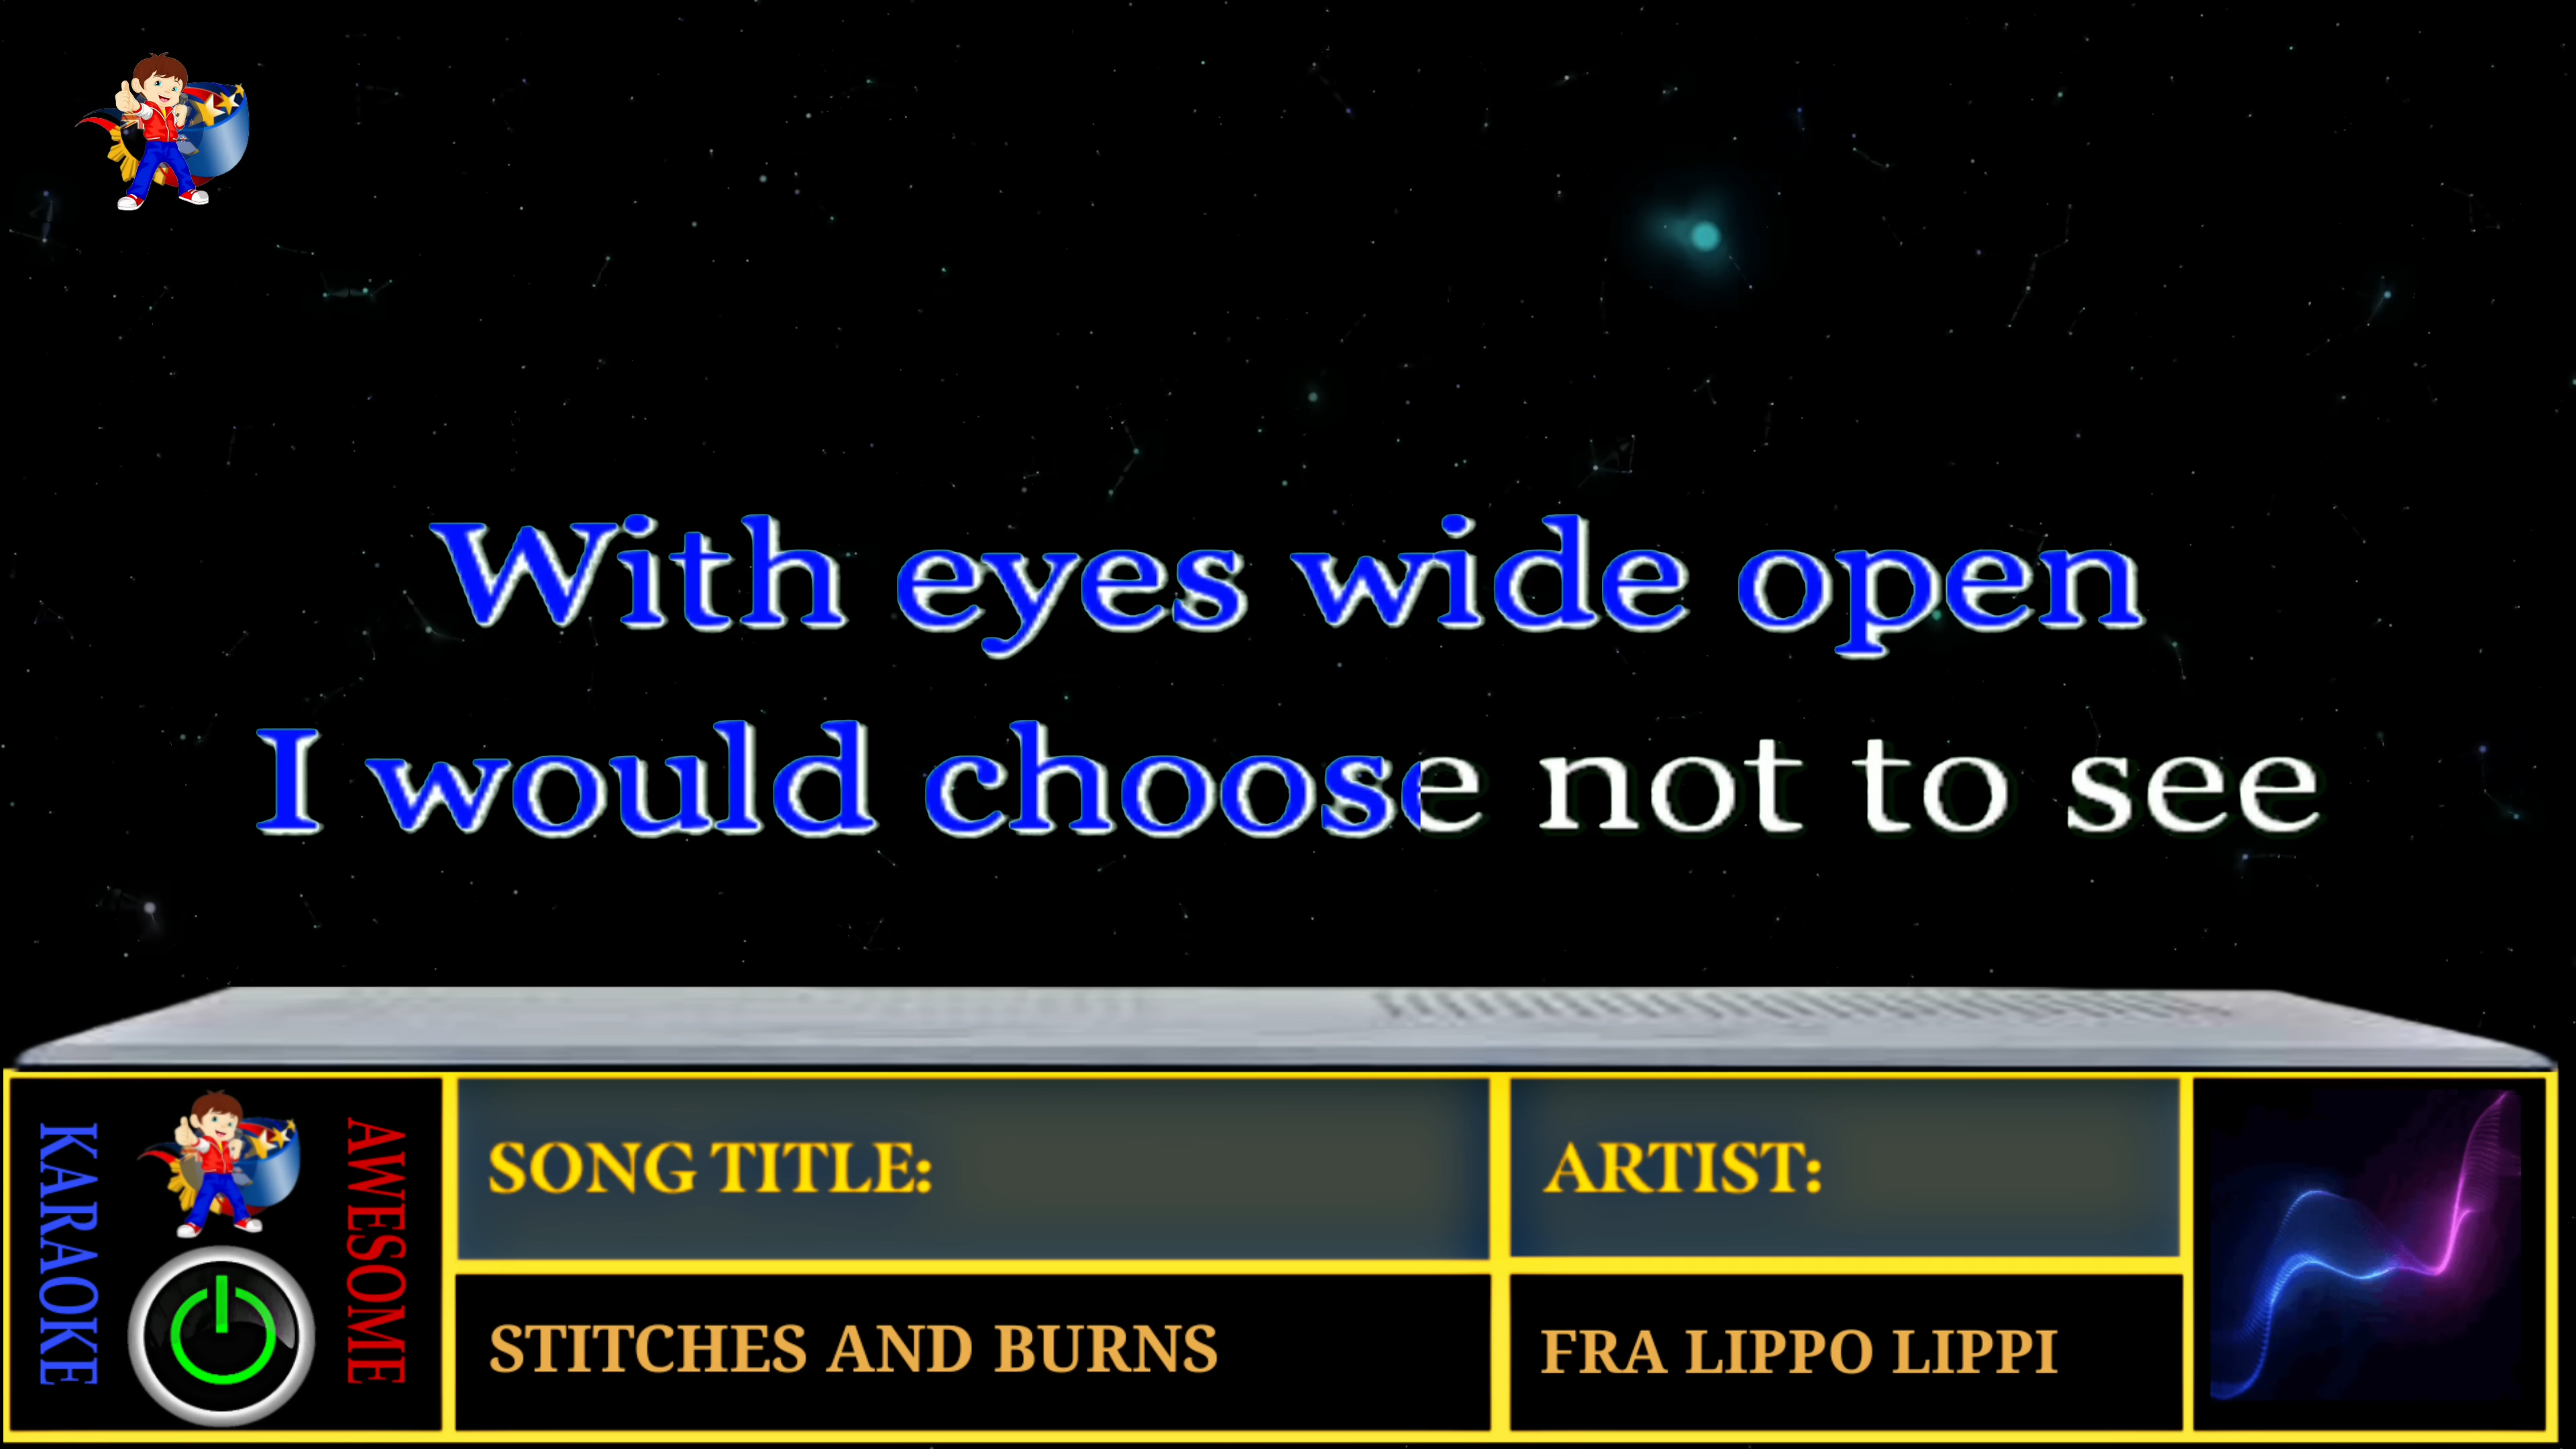 With eyes wide open
I would choose not to see
KARAOKE
AWESOME
SONG TITLE:
ARTIST:
STITCHES AND BURNS
FRA LIPPO LIPPI